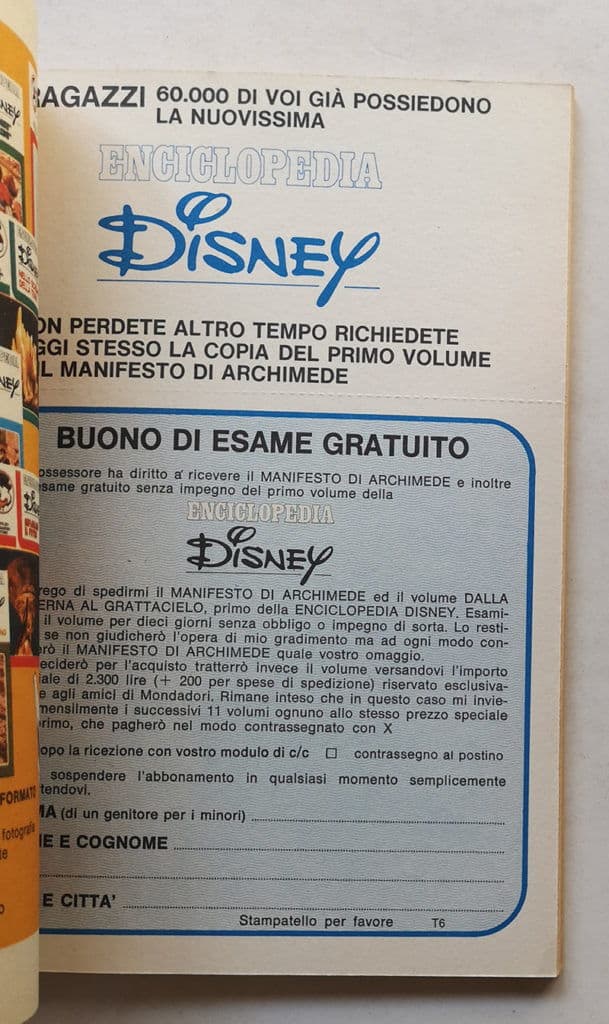 RAGAZZI 60.000 DI VOI GIÀ POSSIEDONO
LA NUOVISSIMA
ENCICLOPEDIA
DISNEY
ON PERDETE ALTRO TEMPO RICHIEDETE
GGI STESSO LA COPIA DEL PRIMO VOLUME
L MANIFESTO DI ARCHIMEDE
BUONO DI ESAME GRATUITO
ossessore ha diritto a ricevere il MANIFESTO DI ARCHIMEDE e inoltre
esame gratuito senza impegno del primo volume della
ENCICLOPEDIA
DISNEY
rego di spedirmi il MANIFESTO DI ARCHIMEDE ed il volume DALLA
ERNA AL GRATTACIELO, primo della ENCICLOPEDIA DISNEY. Esami-
il volume per dieci giorni senza obbligo o impegno di sorta. Lo resti-
se non giudicherò l'opera di mio gradimento ma ad ogni modo con-
erò il MANIFESTO DI ARCHIMEDE quale vostro omaggio.
eciderò per l'acquisto tratterrò invece il volume versandovi l'importo
iale di 2.300 lire (+ 200 per spese di spedizione) riservato esclusiva-
e agli amici di Mondadori. Rimane inteso che in questo caso mi invie-
mensilmente i successivi 11 volumi ognuno allo stesso prezzo speciale
rimo, che pagherò nel modo contrassegnato con X
opo la ricezione con vostro modulo di c/c □ contrassegno al postino
sospendere l'abbonamento in qualsiasi momento semplicemente
tendovi.
MA (di un genitore per i minori)
E E COGNOME
E CITTA'
Stampatello per favore T6
FORMATO
fotografie